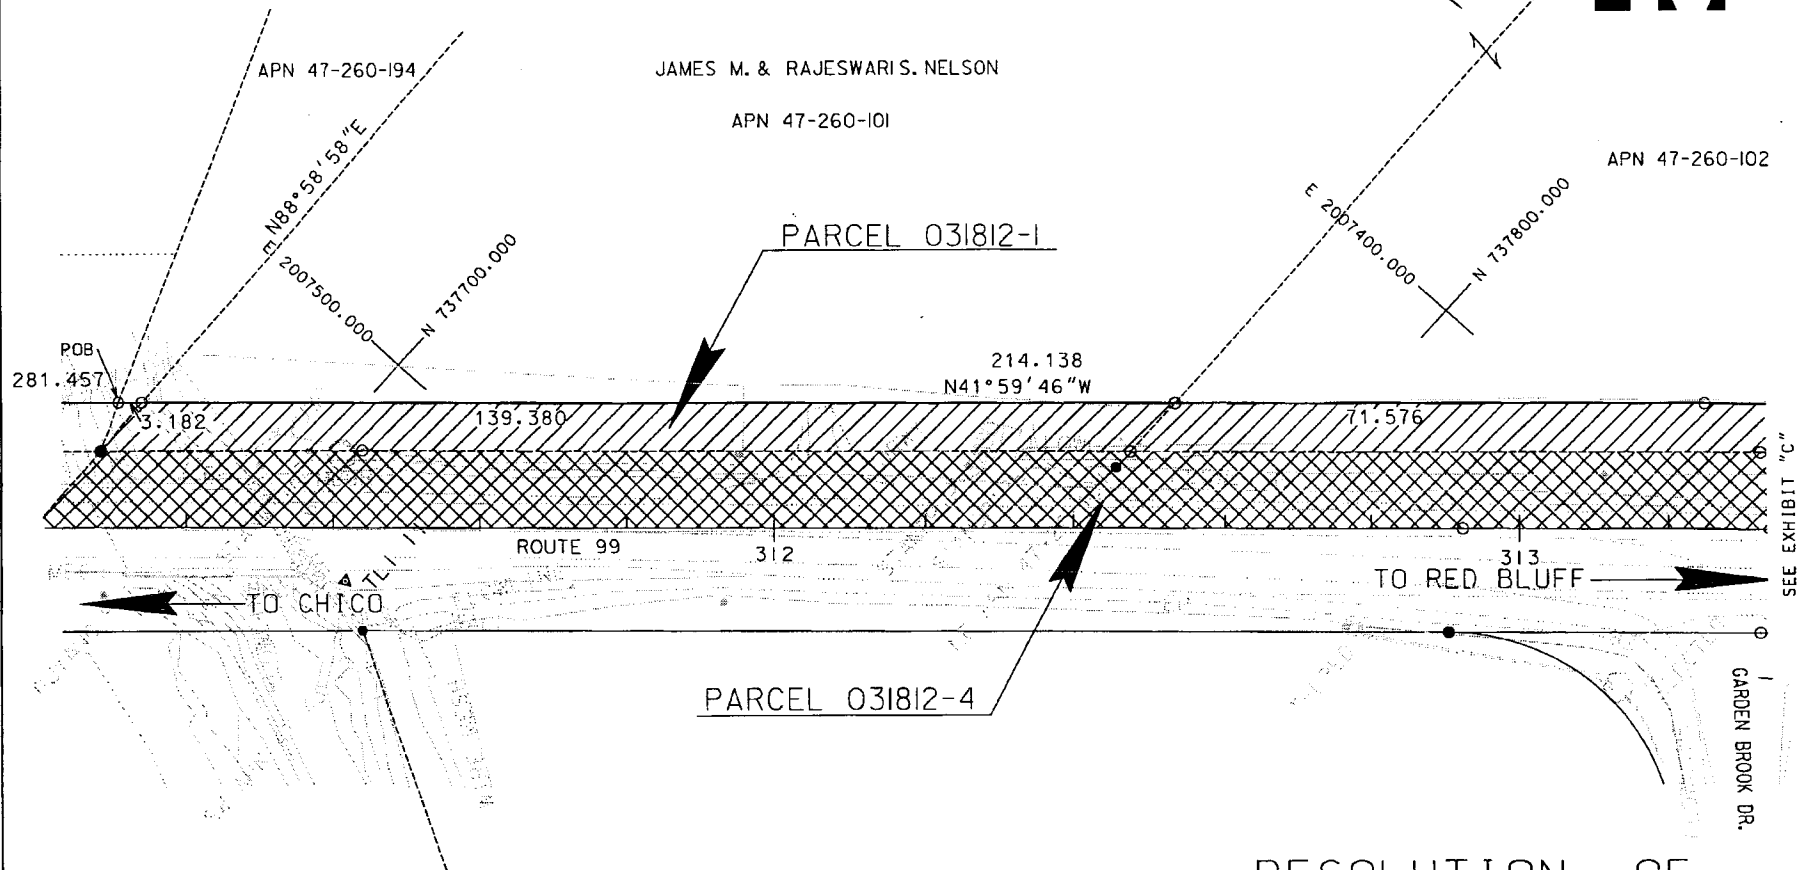 APN 47-260-194
JAMES M. & RAJESWARI S. NELSON
APN 47-260-101
APN 47-260-102
N88°58'58"E
E 2007500.000
N 737700.000
PARCEL 031812-1
E 2007400.000
N 737800.000
POB
281.457
3.182
139.380
214.138
N41°59'46"W
71.576
SEE EXHIBIT "C"
ROUTE 99
312
313
TO CHICO
TO RED BLUFF
PARCEL 031812-4
GARDEN BROOK DR.
RESOLUTION OF